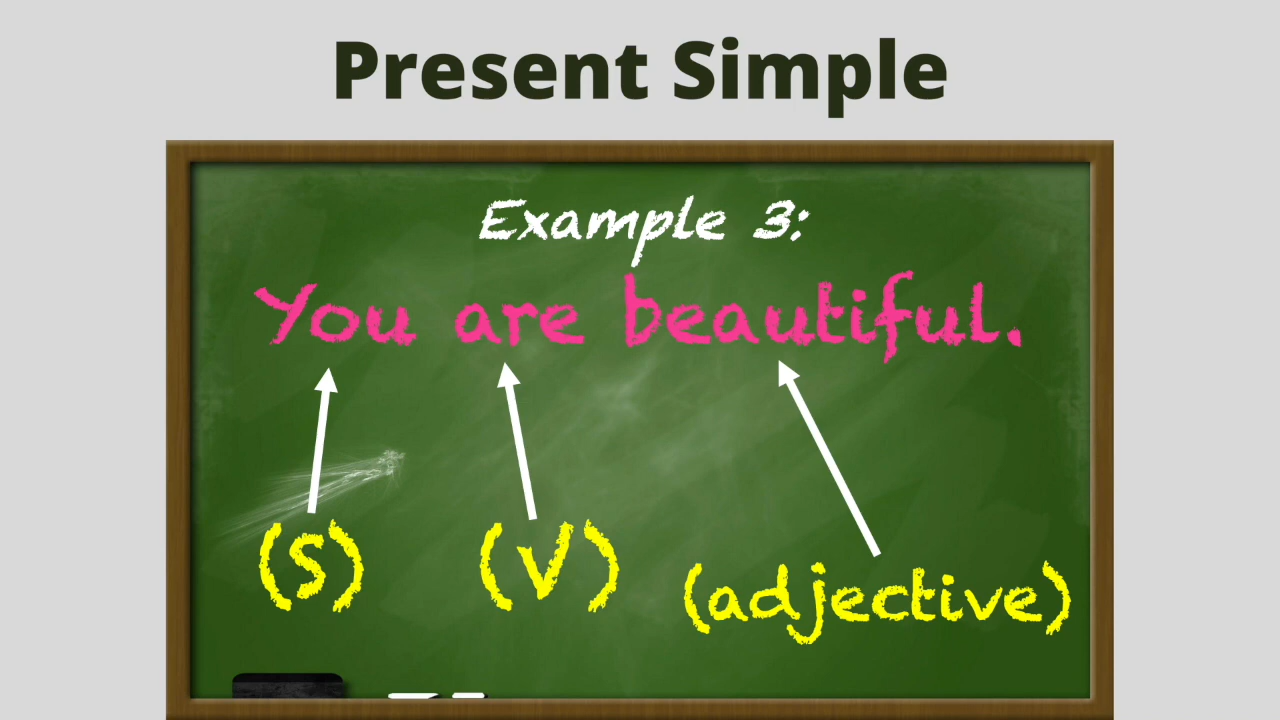 Present Simple
Example 3:
You are beautiful.
(S) (V) (adjective)